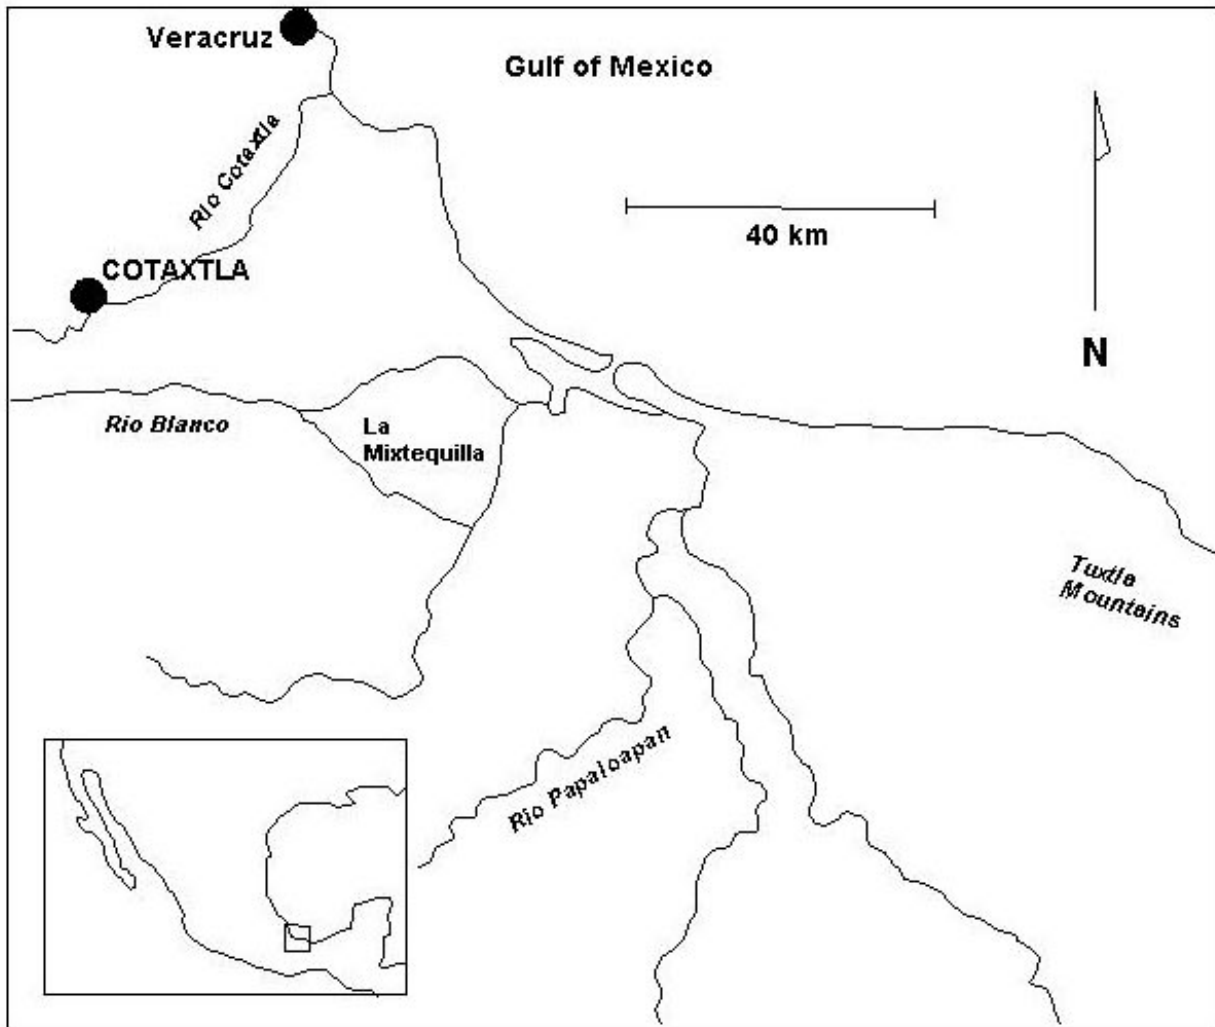 Veracruz
Gulf of Mexico
Rio Cotaxtla
40 km
COTAXTLA
N
Rio Blanco
La
Mixtequilla
Tuxtla
Mountains
Rio Papaloapan